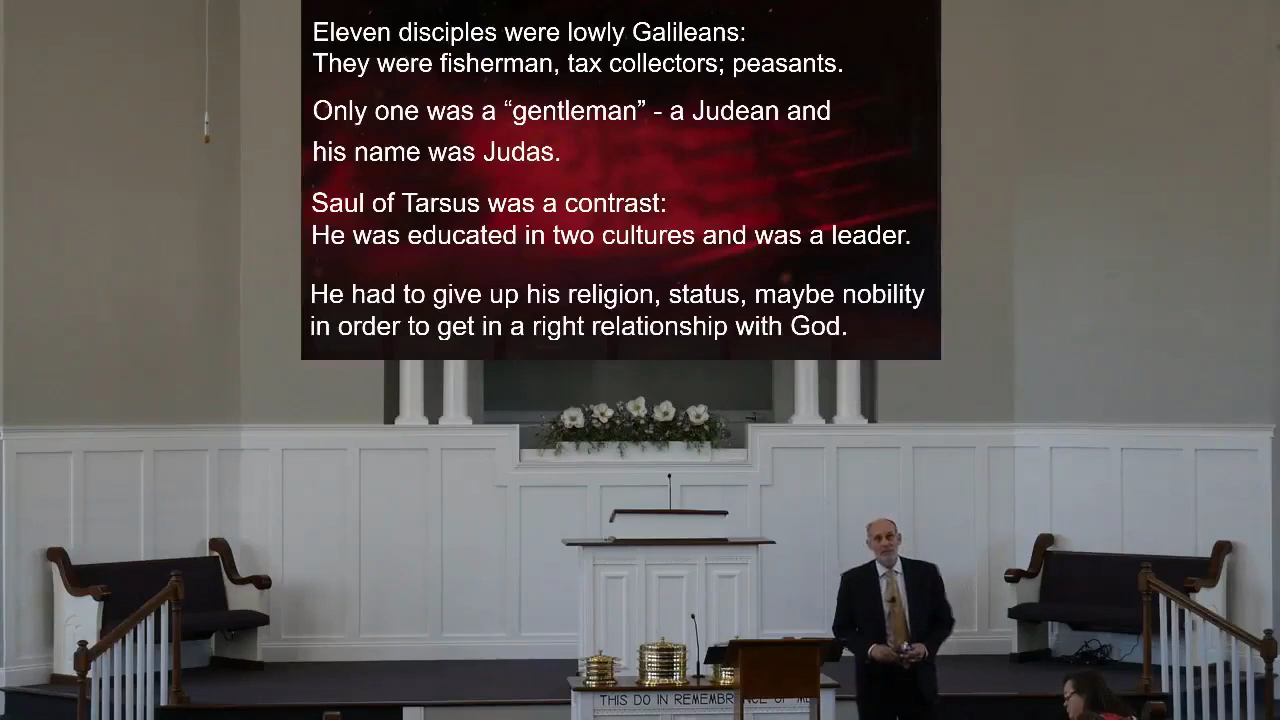 Eleven disciples were lowly Galileans:
They were fisherman, tax collectors; peasants.
Only one was a “gentleman” - a Judean and
his name was Judas.
Saul of Tarsus was a contrast:
He was educated in two cultures and was a leader.
He had to give up his religion, status, maybe nobility
in order to get in a right relationship with God.
THIS DO IN REMEMBRANCE OF